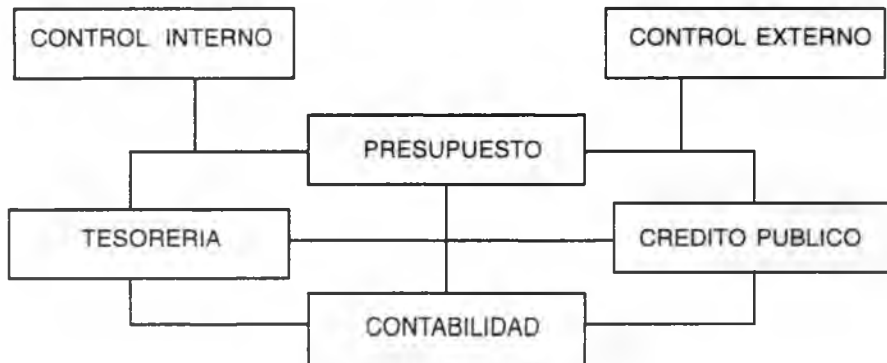 CONTROL INTERNO
CONTROL EXTERNO
PRESUPUESTO
TESORERIA
CREDITO PUBLICO
CONTABILIDAD